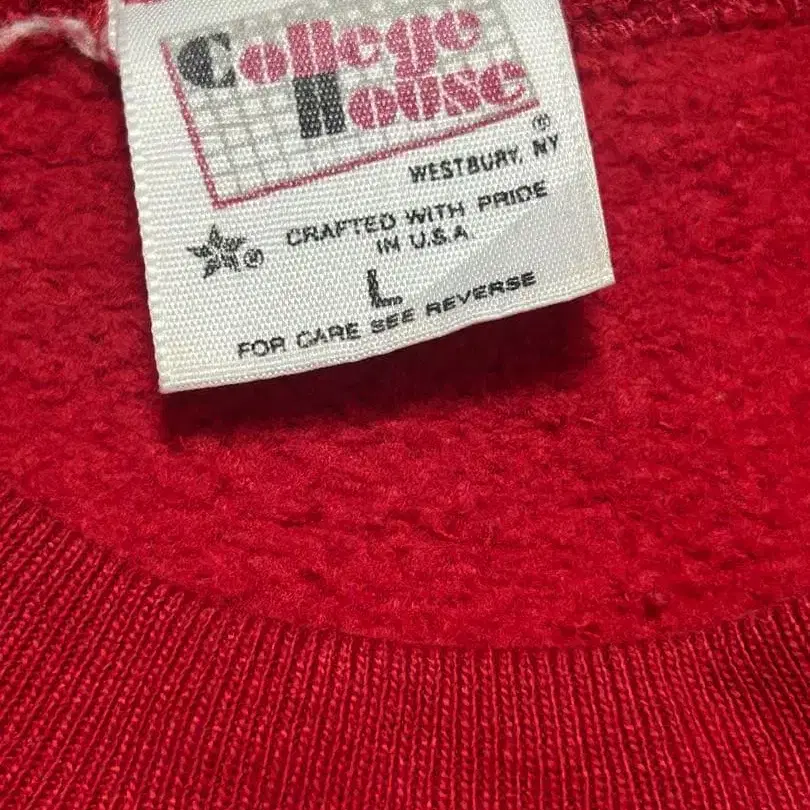 College
House®
WESTBURY, NY
CRAFTED WITH PRIDE
IN U.S.A
L
FOR CARE SEE REVERSE